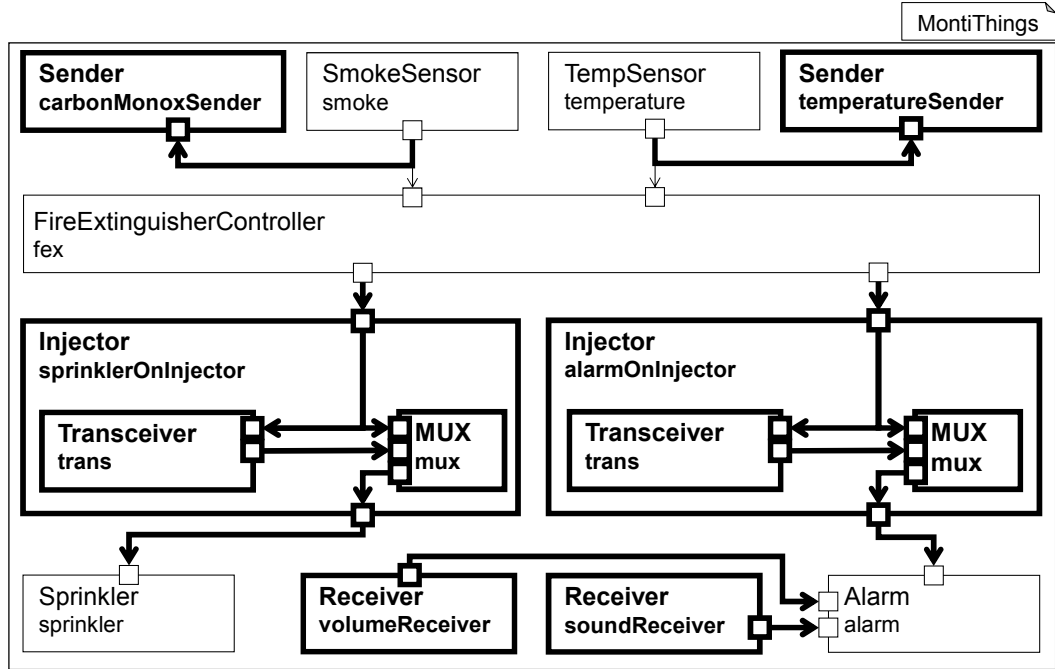 MontiThings
Sender
carbonMonoxSender
SmokeSensor
smoke
TempSensor
temperature
Sender
temperatureSender
FireExtinguisherController
fex
Injector
sprinklerOnInjector
Transceiver
trans
MUX
mux
Injector
alarmOnInjector
Transceiver
trans
MUX
mux
Sprinkler
sprinkler
Receiver
volumeReceiver
Receiver
soundReceiver
Alarm
alarm